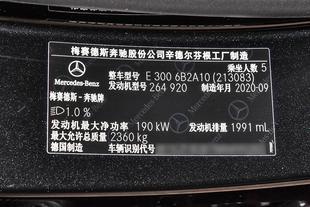 梅赛德斯奔驰股份公司辛德尔芬根工厂制造
乘坐人数 5
整车型号 E 300 6B2A10 (213083)
发动机型号 264 920 制造年月 2020-09
Mercedes-Benz
梅赛德斯－奔驰牌
1.0 %
发动机最大净功率 190 kW 发动机排量 1991 mL
最大允许总质量 2360 kg
德国制造 车辆识别代号